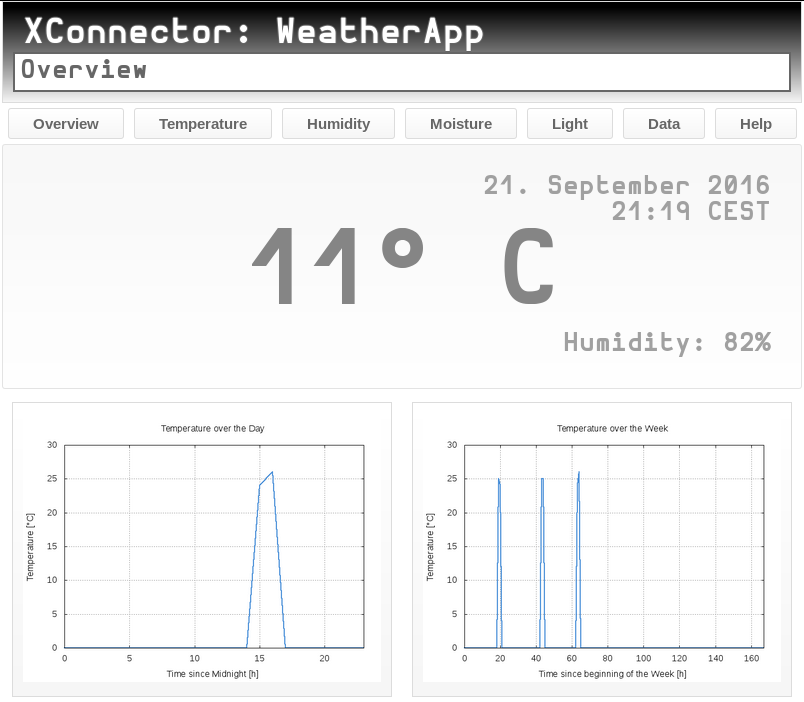 XConnector: WeatherApp
Overview
Overview Temperature Humidity Moisture Light Data Help
21. September 2016
21:19 CEST
11° C
Humidity: 82%
Temperature over the Day
30
25
20
15
10
5
0
Temperature [°C]
0 5 10 15 20
Time since Midnight [h]
Temperature over the Week
30
25
20
15
10
5
0
Temperature [°C]
0 20 40 60 80 100 120 140 160
Time since beginning of the Week [h]